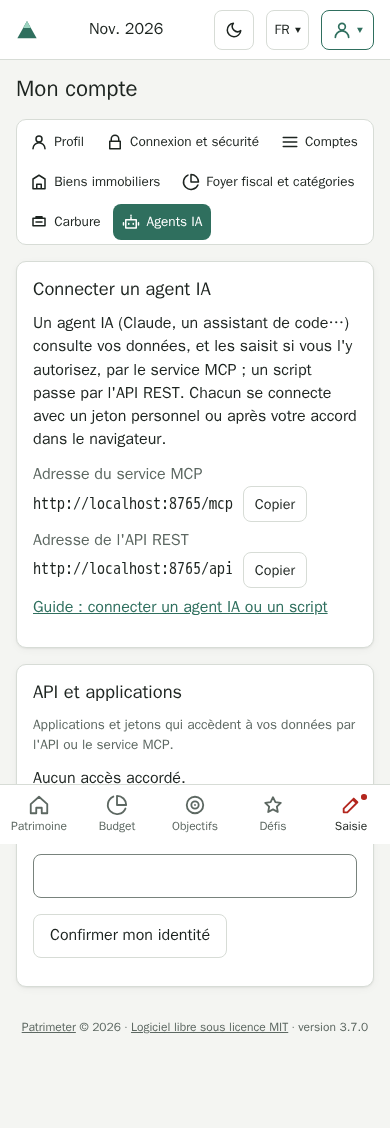 Nov. 2026
FR ▾
Mon compte
Profil
Connexion et sécurité
Comptes
Biens immobiliers
Foyer fiscal et catégories
Carbure
Agents IA
Connecter un agent IA
Un agent IA (Claude, un assistant de code…)
consulte vos données, et les saisit si vous l'y
autorisez, par le service MCP ; un script
passe par l'API REST. Chacun se connecte
avec un jeton personnel ou après votre accord
dans le navigateur.
Adresse du service MCP
http://localhost:8765/mcp
Copier
Adresse de l'API REST
http://localhost:8765/api
Copier
Guide : connecter un agent IA ou un script
API et applications
Applications et jetons qui accèdent à vos données par
l'API ou le service MCP.
Aucun accès accordé.
Patrimoine
Budget
Objectifs
Défis
Saisie
Confirmer mon identité
Patrimeter © 2026 · Logiciel libre sous licence MIT · version 3.7.0